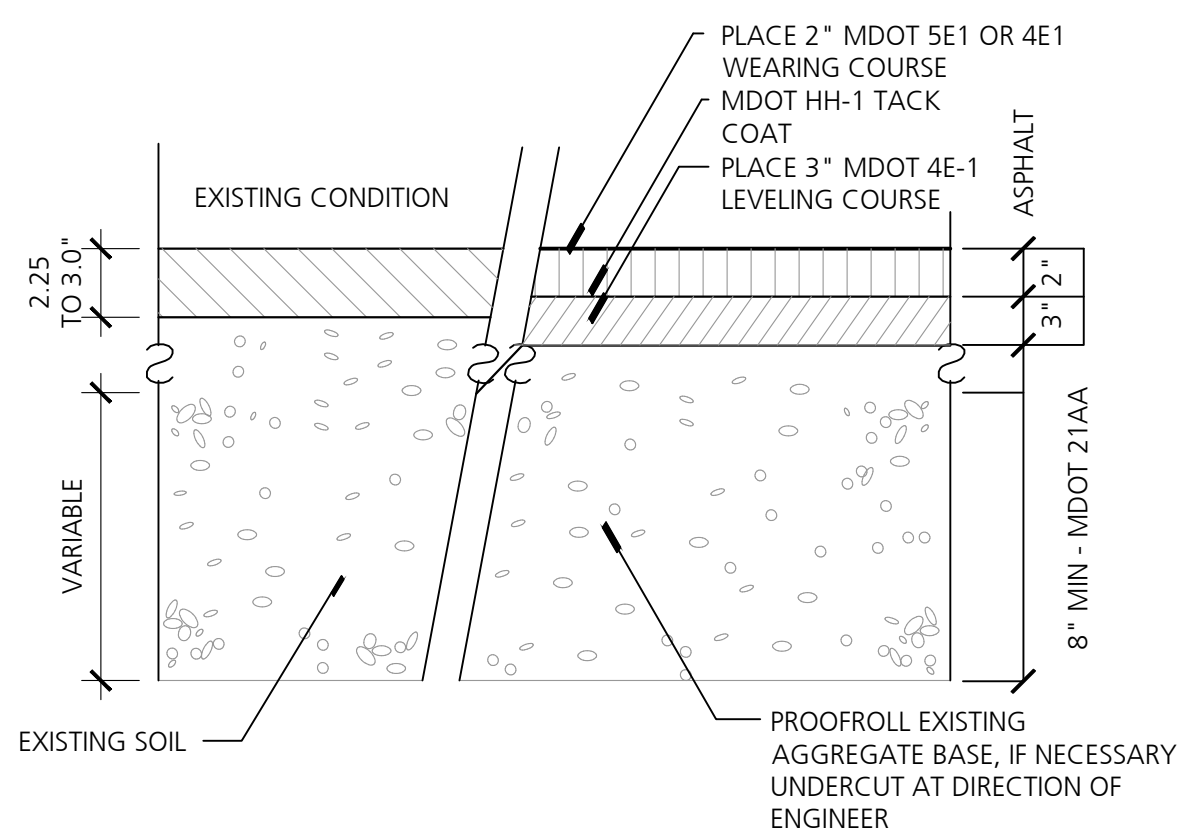 PLACE 2" MDOT 5E1 OR 4E1
WEARING COURSE
MDOT HH-1 TACK
COAT
PLACE 3" MDOT 4E-1
LEVELING COURSE
ASPHALT
EXISTING CONDITION
2.25
TO 3.0"
2"
3"
VARIABLE
8" MIN - MDOT 21AA
EXISTING SOIL
PROOFROLL EXISTING
AGGREGATE BASE, IF NECESSARY
UNDERCUT AT DIRECTION OF
ENGINEER